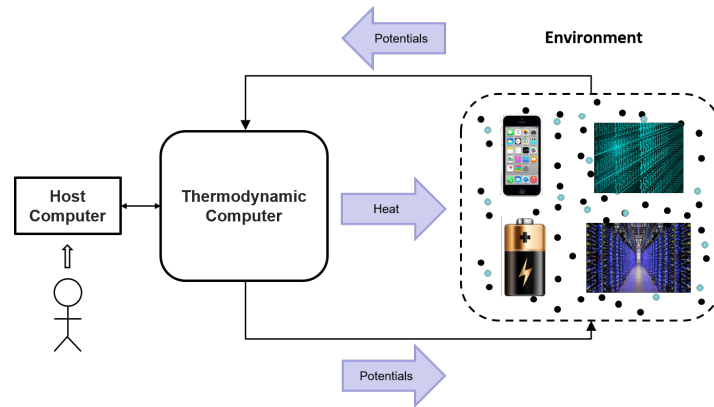 Potentials
Environment
Host
Computer
Thermodynamic
Computer
Heat
Potentials